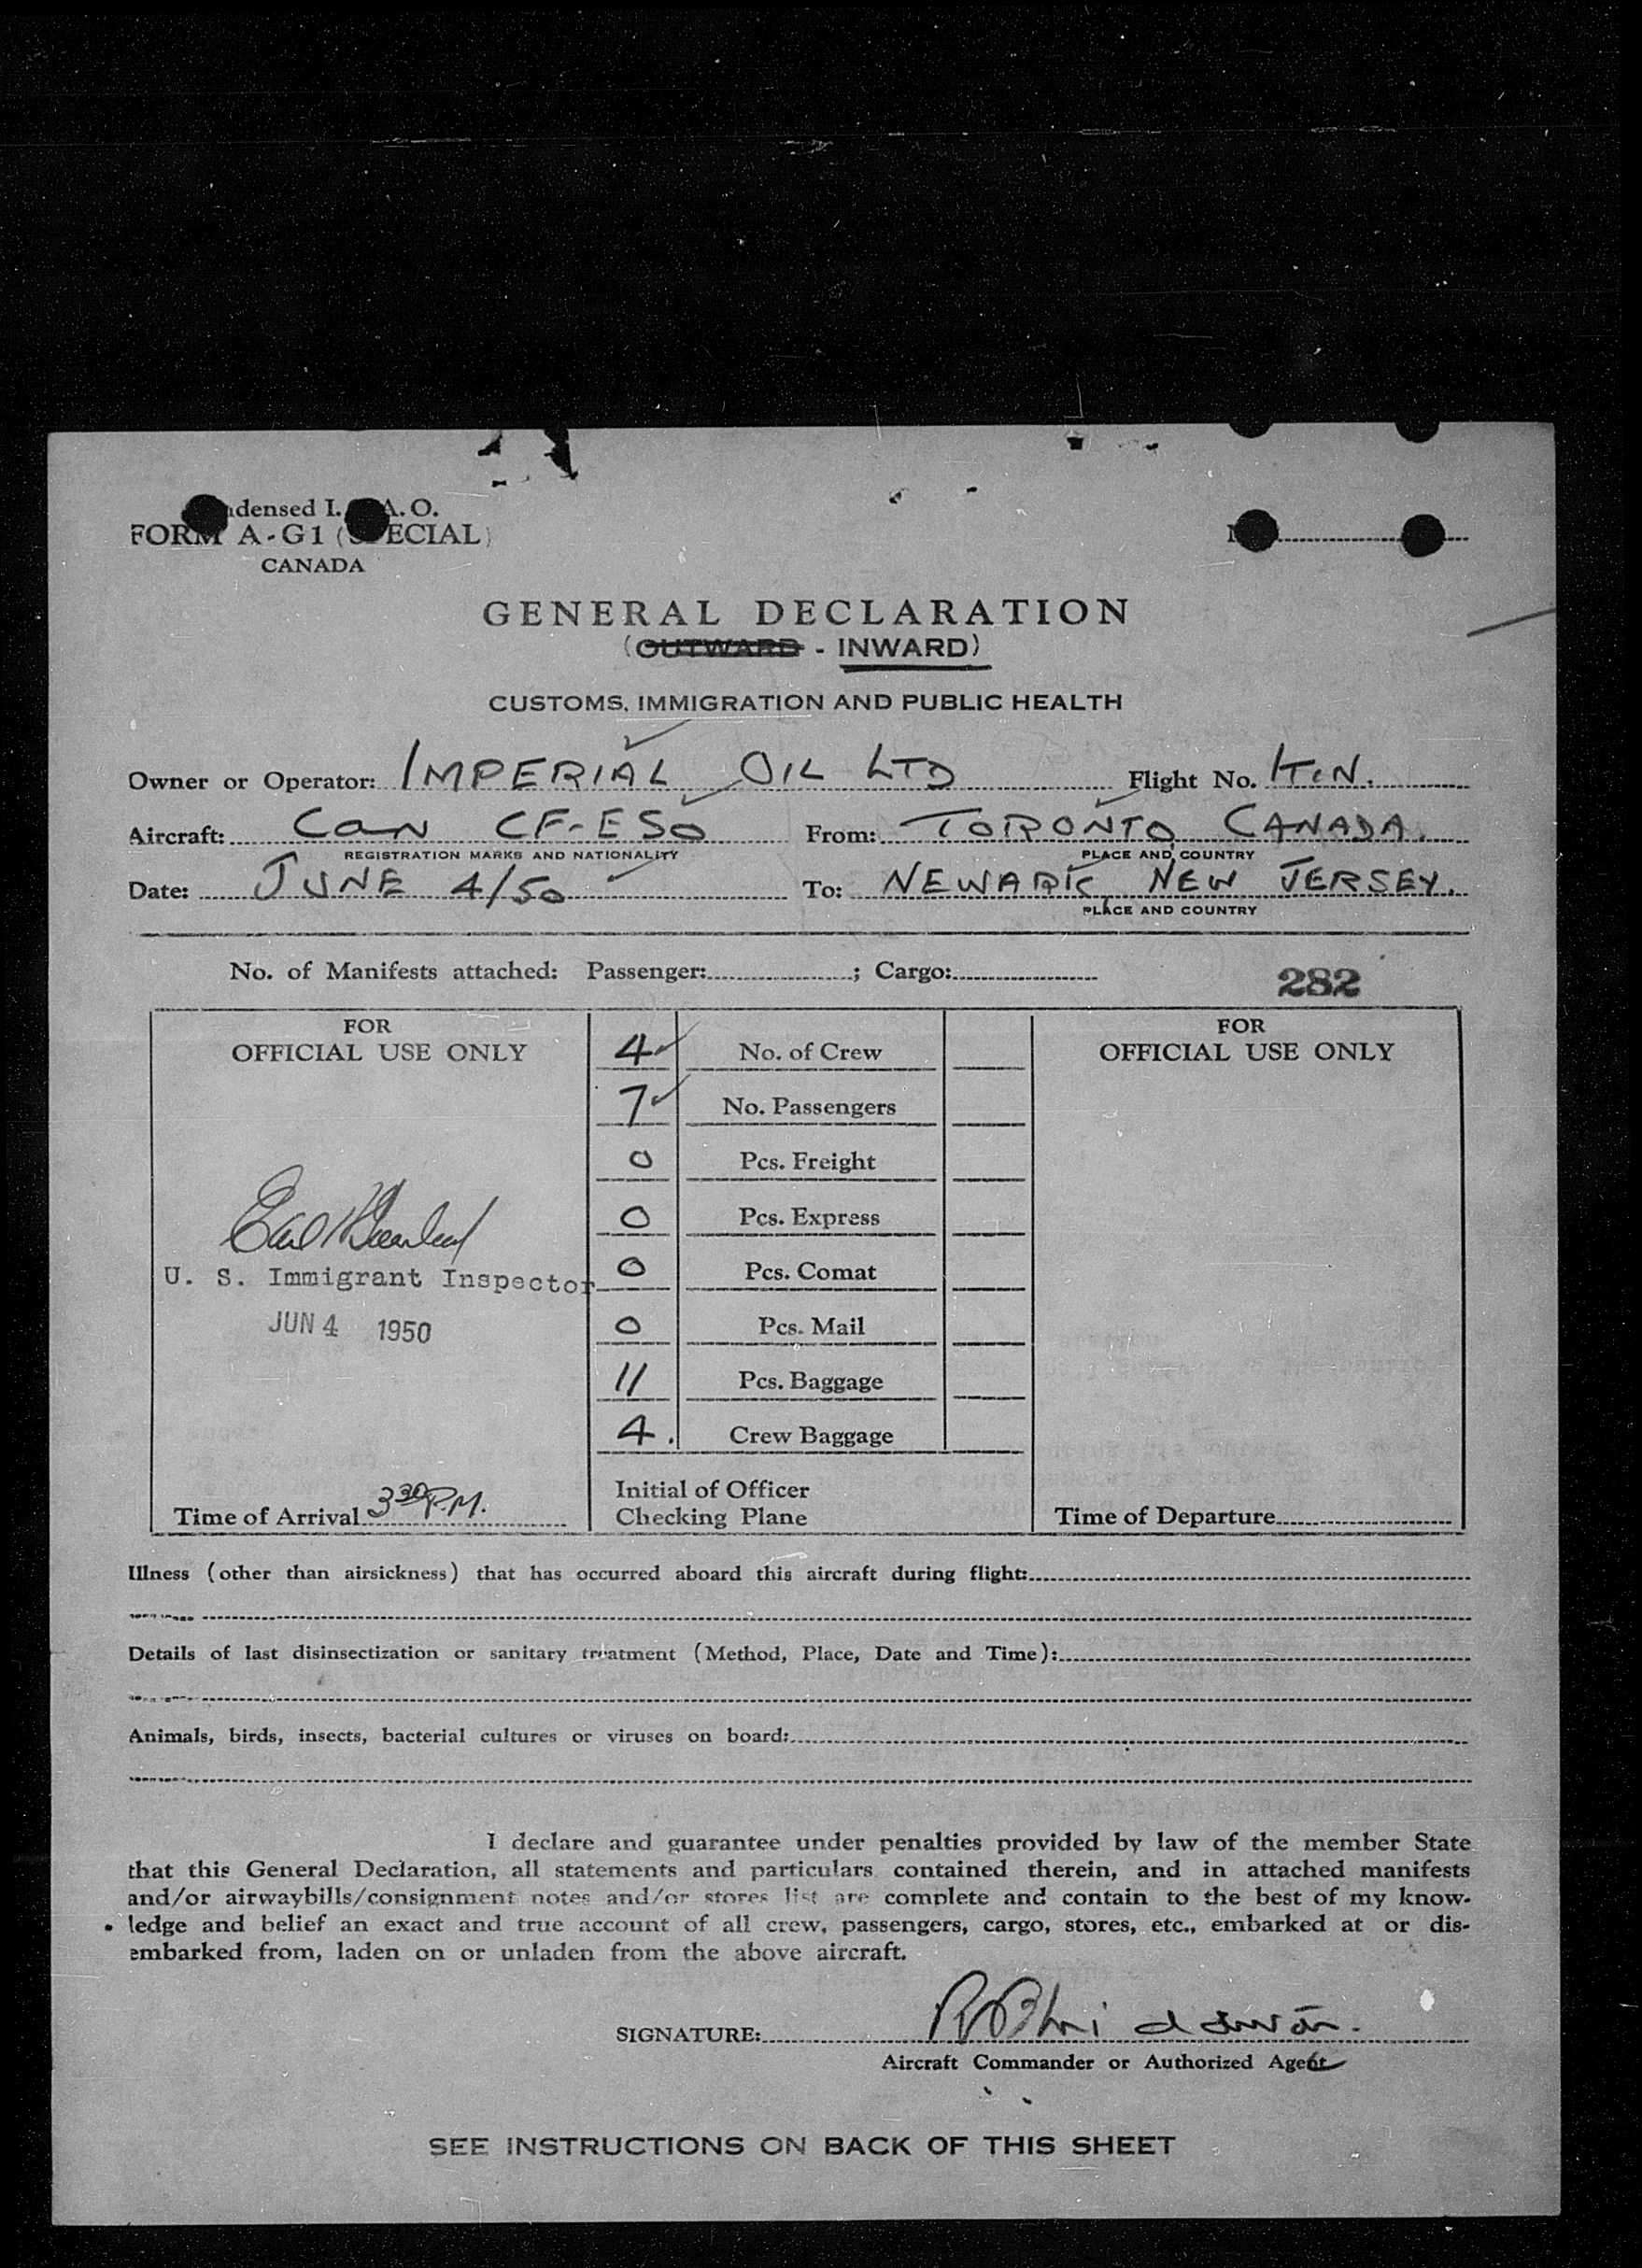 ndensed I. A.O.
FORM A-G1 (SPECIAL)
CANADA
GENERAL DECLARATION
(OUTWARD - INWARD)
CUSTOMS, IMMIGRATION AND PUBLIC HEALTH
Owner or Operator: IMPERIAL OIL LTD Flight No.
Aircraft: CAN CF-ESO From: TORONTO CANADA.
REGISTRATION MARKS AND NATIONALITY PLACE AND COUNTRY
Date: JUNE 4/50 To: NEWARK NEW JERSEY.
PLACE AND COUNTRY
No. of Manifests attached: Passenger: ; Cargo:
282
FOR
OFFICIAL USE ONLY
U. S. Immigrant Inspector
JUN 4 1950
Time of Arrival 3 30 P.M.
4 No. of Crew
7 No. Passengers
0 Pcs. Freight
0 Pcs. Express
0 Pcs. Comat
0 Pcs. Mail
11 Pcs. Baggage
4. Crew Baggage
Initial of Officer
Checking Plane
FOR
OFFICIAL USE ONLY
Time of Departure
Illness (other than airsickness) that has occurred aboard this aircraft during flight:
Details of last disinsectization or sanitary treatment (Method, Place, Date and Time):
Animals, birds, insects, bacterial cultures or viruses on board:
I declare and guarantee under penalties provided by law of the member State
that this General Declaration, all statements and particulars contained therein, and in attached manifests
and/or airwaybills/consignment notes and/or stores list are complete and contain to the best of my know-
ledge and belief an exact and true account of all crew, passengers, cargo, stores, etc., embarked at or dis-
embarked from, laden on or unladen from the above aircraft.
SIGNATURE:
Aircraft Commander or Authorized Agent
SEE INSTRUCTIONS ON BACK OF THIS SHEET